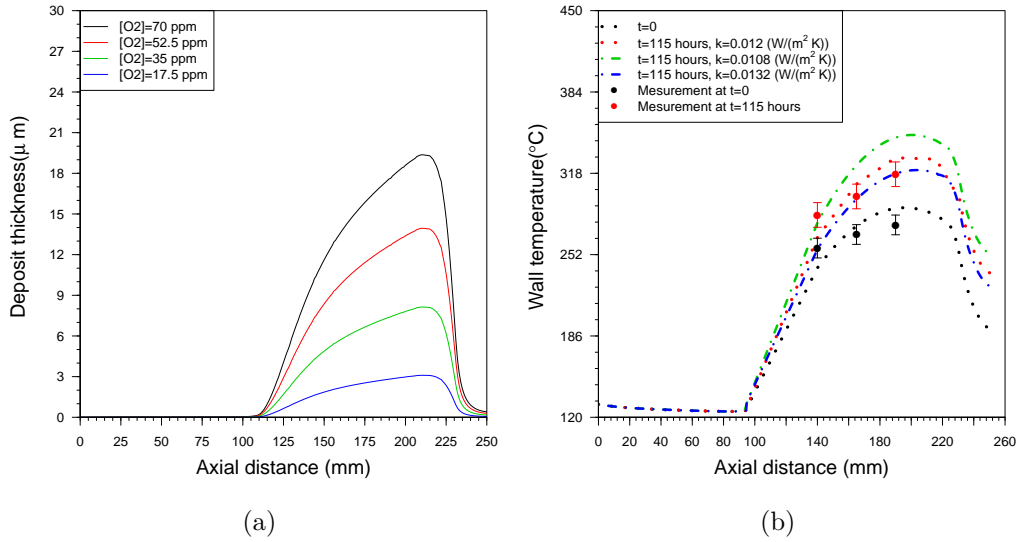 [O2]=70 ppm
[O2]=52.5 ppm
[O2]=35 ppm
[O2]=17.5 ppm
30
27
24
21
18
15
12
9
6
3
0
Deposit thickness(μ m)
0 25 50 75 100 125 150 175 200 225 250
Axial distance (mm)
(a)
t=0
t=115 hours, k=0.012 (W/(m² K))
t=115 hours, k=0.0108 (W/(m² K))
t=115 hours, k=0.0132 (W/(m² K))
Mesurement at t=0
Mesurement at t=115 hours
450
384
318
252
186
120
Wall temperature(°C)
0 20 40 60 80 100 120 140 160 180 200 220 240 260
Axial distance (mm)
(b)